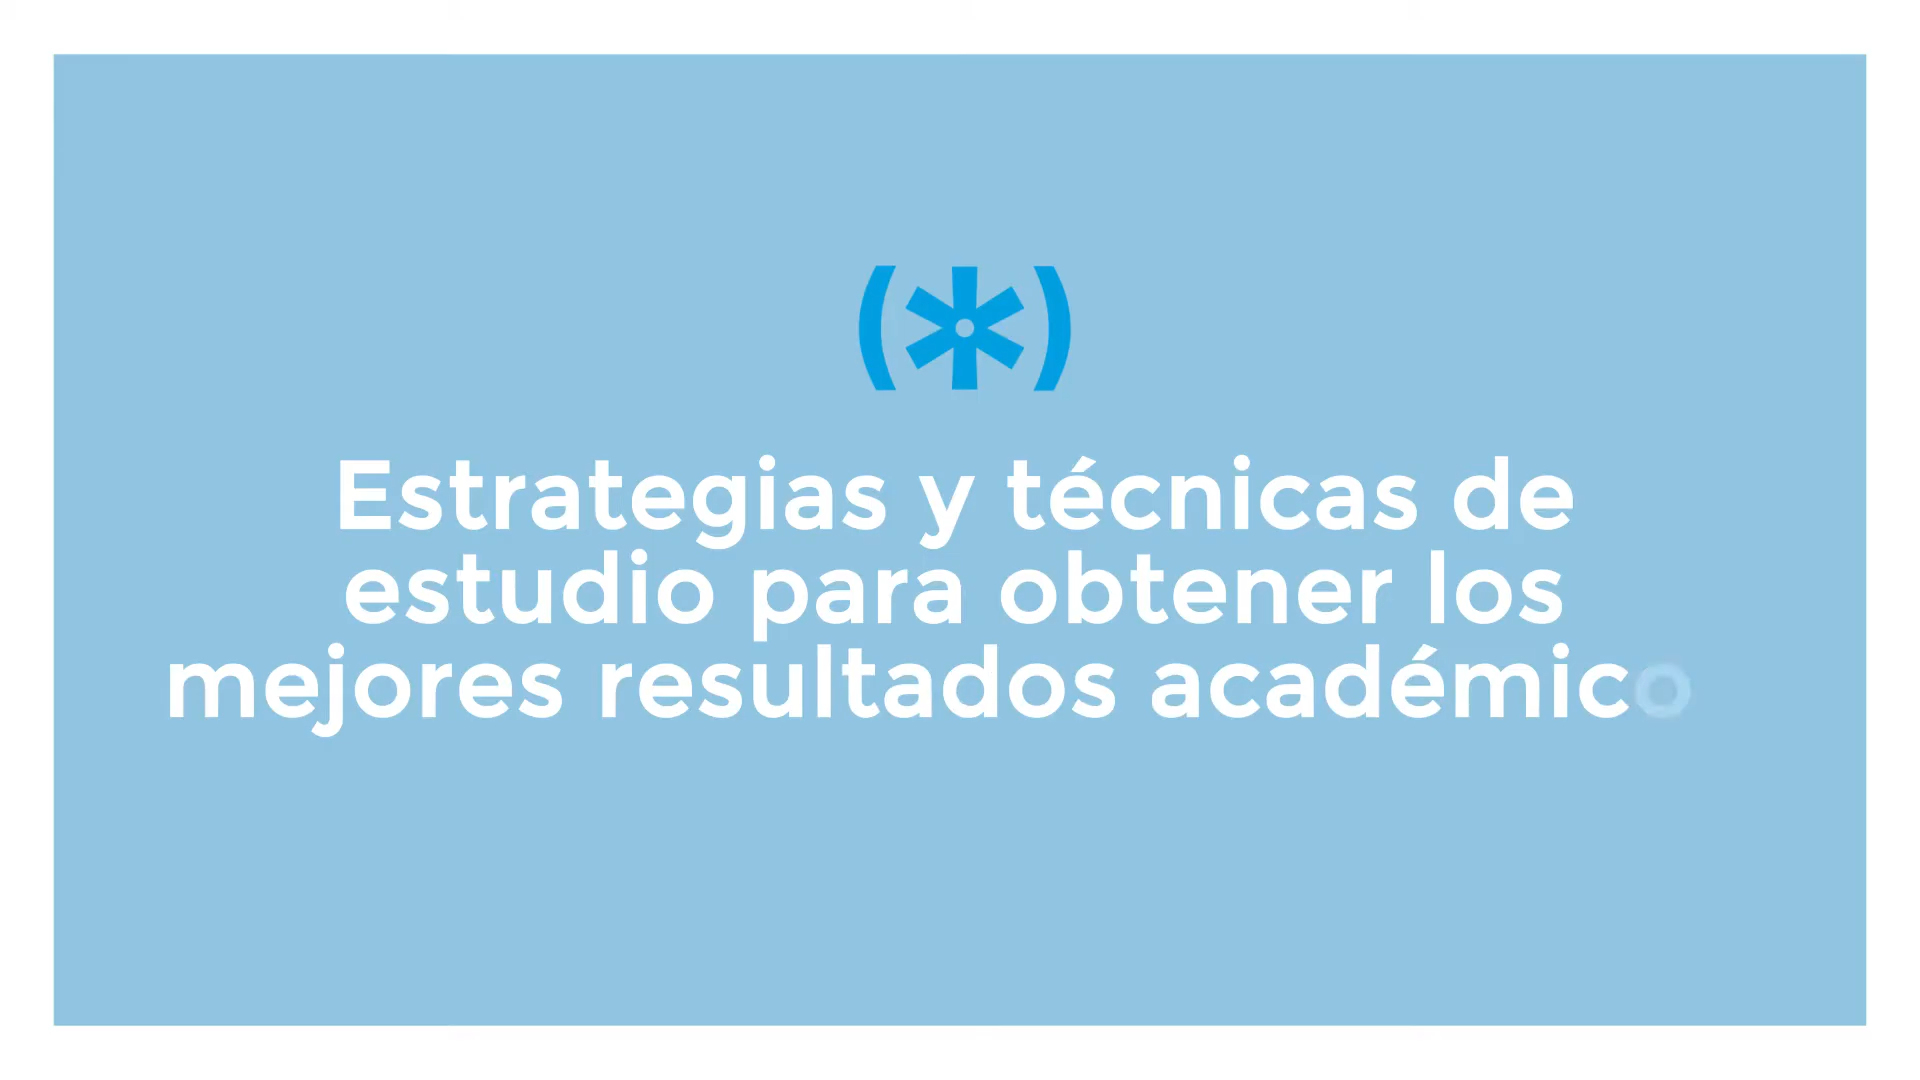 (*)
Estrategias y técnicas de
estudio para obtener los
mejores resultados académico